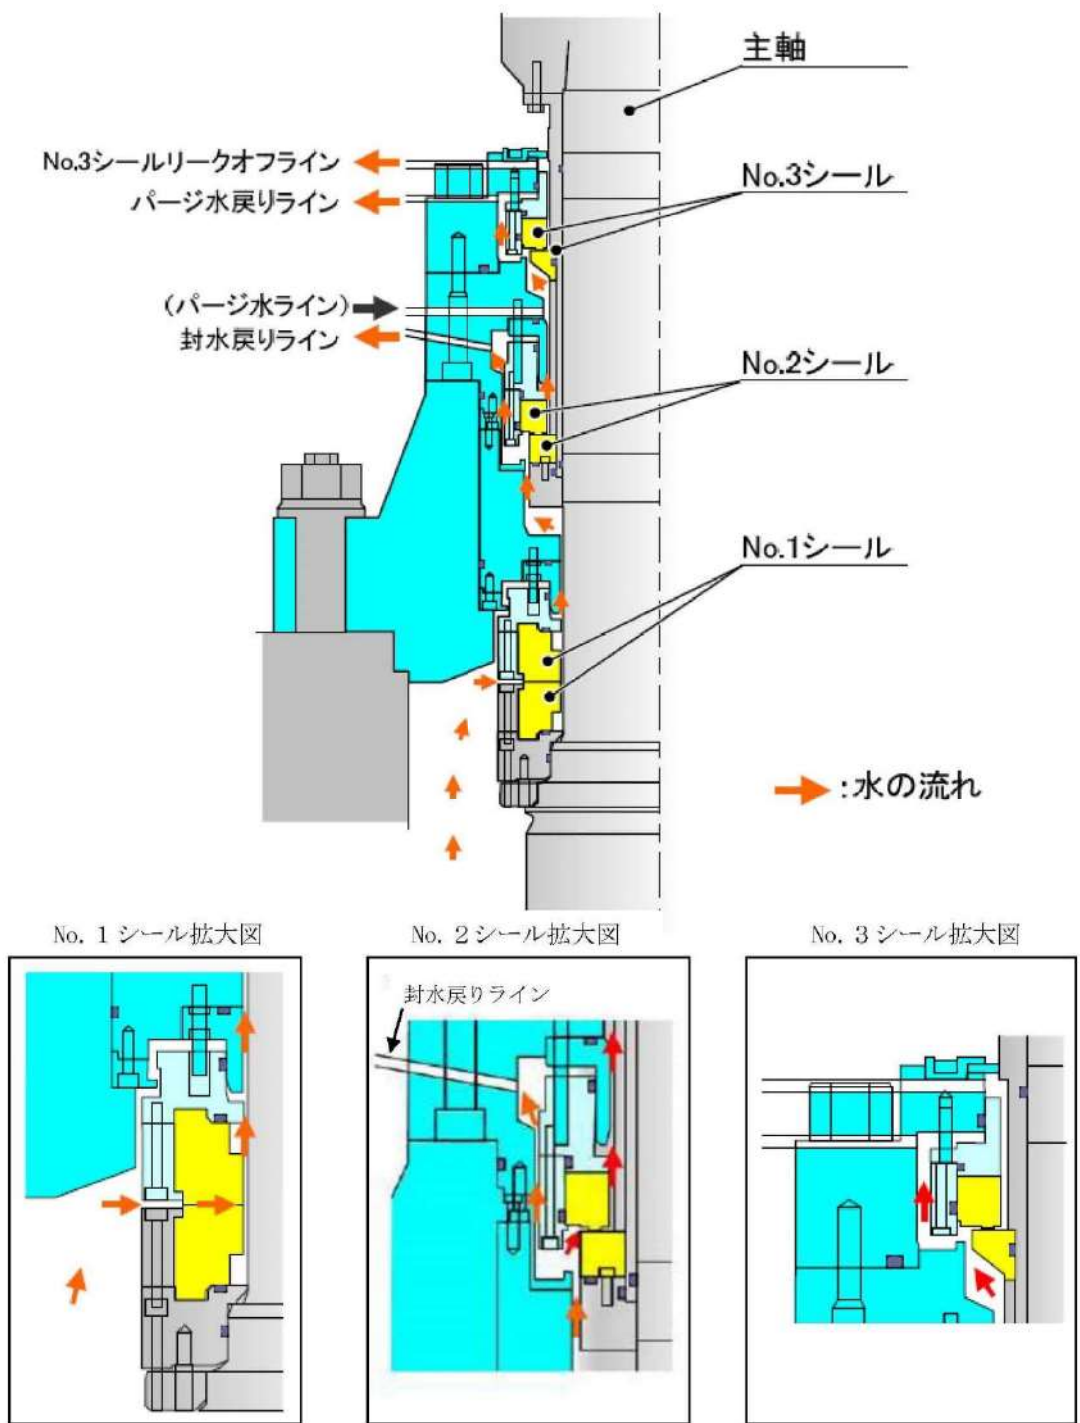 主軸
No.3シールリークオフライン
No.3シール
パージ水戻りライン
(パージ水ライン)
封水戻りライン
No.2シール
No.1シール
:水の流れ
No. 1 シール拡大図
No. 2 シール拡大図
No. 3 シール拡大図
封水戻りライン